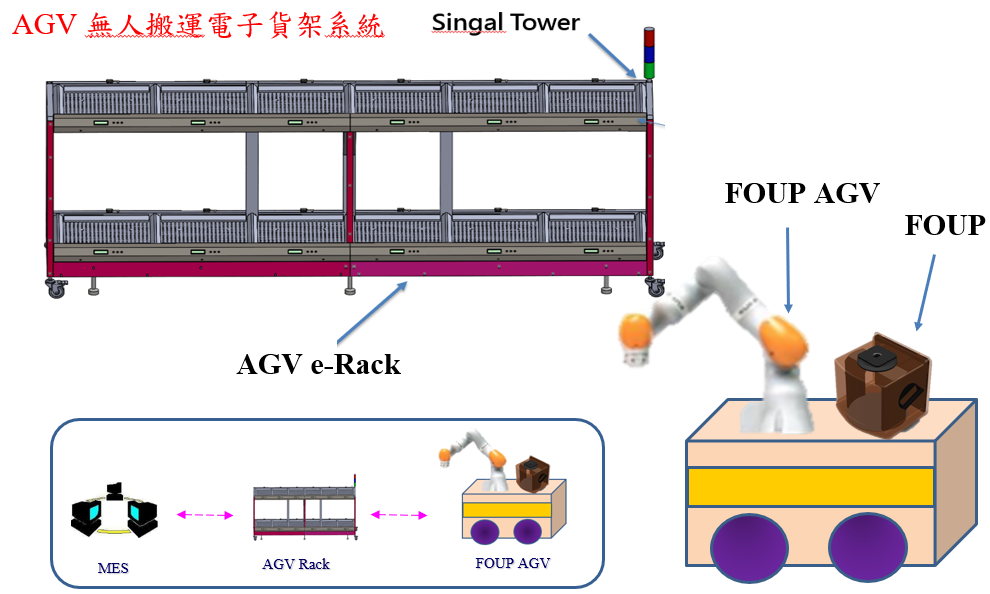 AGV 無人搬運電子貨架系統
Singal Tower
FOUP AGV
FOUP
AGV e-Rack
MES
AGV Rack
FOUP AGV